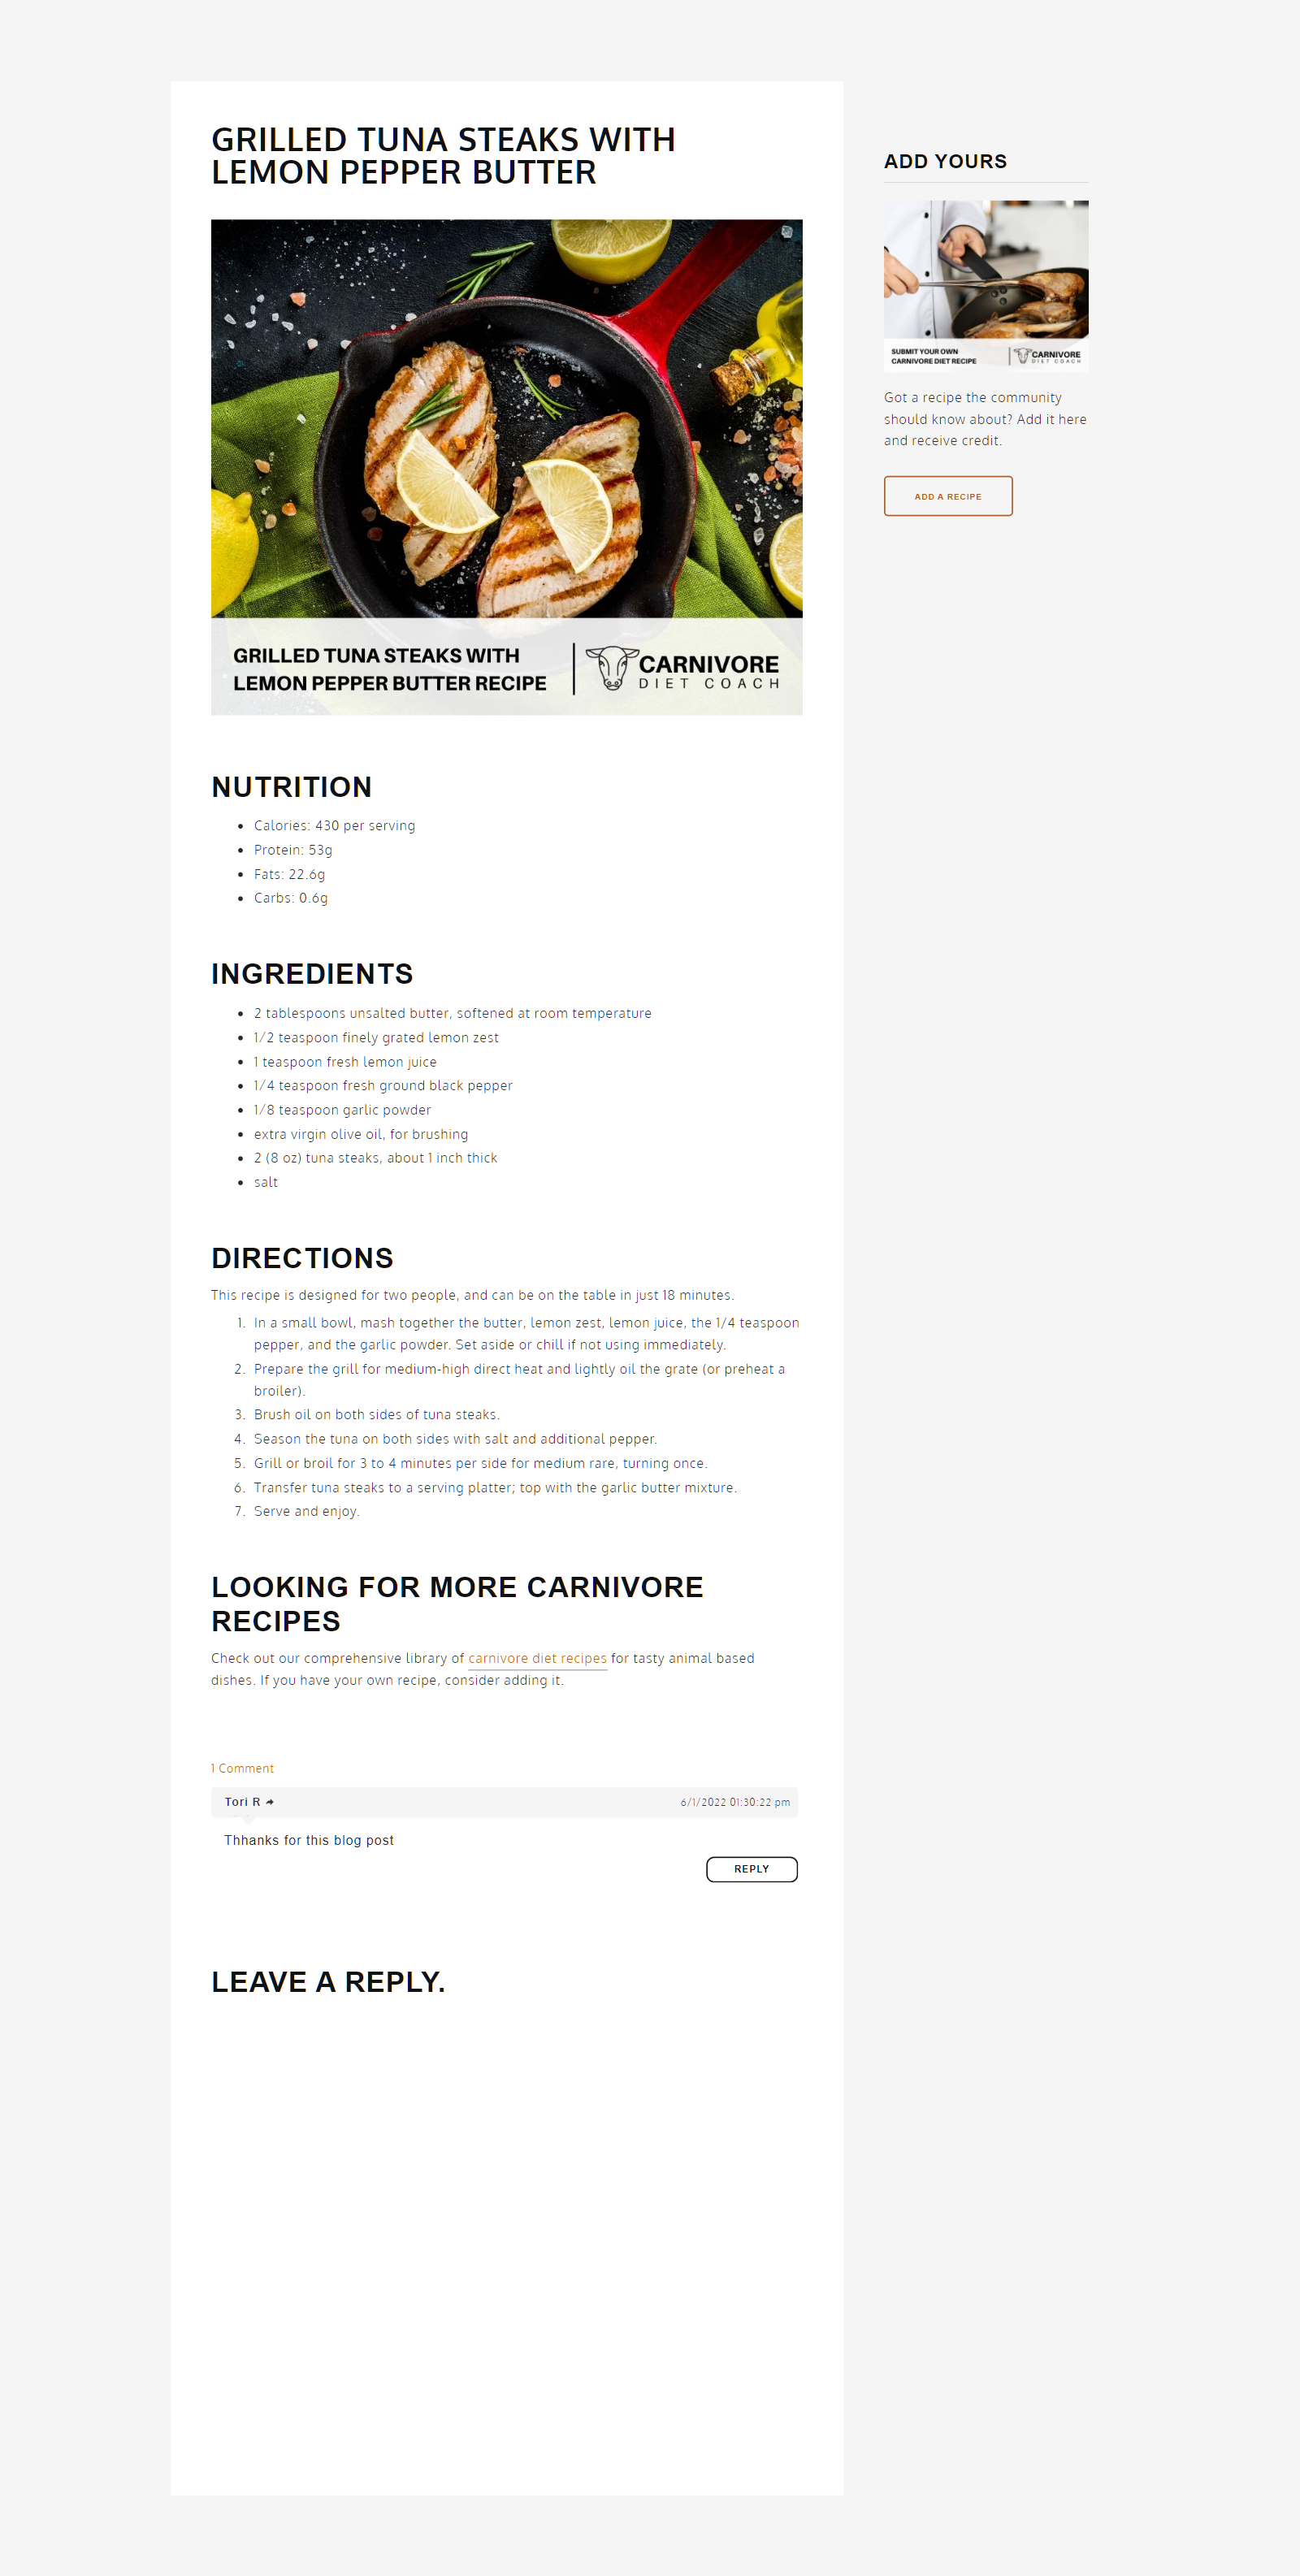 GRILLED TUNA STEAKS WITH
LEMON PEPPER BUTTER
GRILLED TUNA STEAKS WITH
LEMON PEPPER BUTTER RECIPE
CARNIVORE
DIET COACH
NUTRITION
Calories: 430 per serving
Protein: 53g
Fats: 22.6g
Carbs: 0.6g
INGREDIENTS
2 tablespoons unsalted butter, softened at room temperature
1/2 teaspoon finely grated lemon zest
1 teaspoon fresh lemon juice
1/4 teaspoon fresh ground black pepper
1/8 teaspoon garlic powder
extra virgin olive oil, for brushing
2 (8 oz) tuna steaks, about 1 inch thick
salt
DIRECTIONS
This recipe is designed for two people, and can be on the table in just 18 minutes.
1. In a small bowl, mash together the butter, lemon zest, lemon juice, the 1/4 teaspoon
pepper, and the garlic powder. Set aside or chill if not using immediately.
2. Prepare the grill for medium-high direct heat and lightly oil the grate (or preheat a
broiler).
3. Brush oil on both sides of tuna steaks.
4. Season the tuna on both sides with salt and additional pepper.
5. Grill or broil for 3 to 4 minutes per side for medium rare, turning once.
6. Transfer tuna steaks to a serving platter; top with the garlic butter mixture.
7. Serve and enjoy.
LOOKING FOR MORE CARNIVORE
RECIPES
Check out our comprehensive library of carnivore diet recipes for tasty animal based
dishes. If you have your own recipe, consider adding it.
1 Comment
Tori R
6/1/2022 01:30:22 pm
Thhanks for this blog post
REPLY
LEAVE A REPLY.
ADD YOURS
SUBMIT YOUR OWN
CARNIVORE DIET RECIPE
CARNIVORE
DIET COACH
Got a recipe the community
should know about? Add it here
and receive credit.
ADD A RECIPE